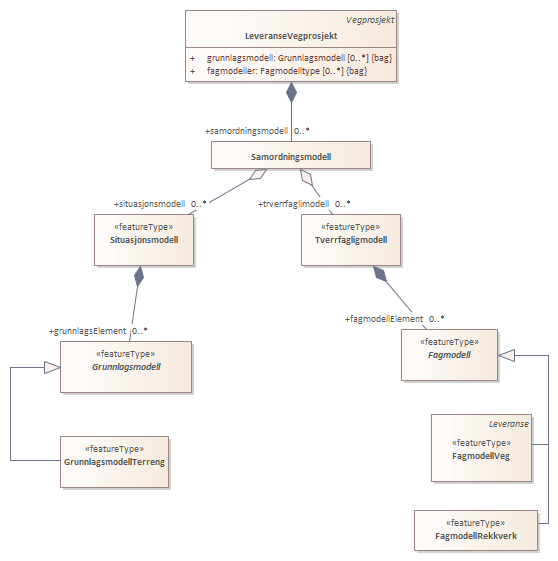 Vegprosjekt
LeveranseVegprosjekt
+ grunnlagsmodell: Grunnlagsmodell [0..*] {bag}
+ fagmodeller: Fagmodelltype [0..*] {bag}
+samordningsmodell 0..*
Samordningsmodell
+situasjonsmodell 0..*
+trverrfaglimodell 0..*
«featureType»
Situasjonsmodell
«featureType»
Tverrfagligmodell
+grunnlagsElement 0..*
+fagmodellElement 0..*
«featureType»
Grunnlagsmodell
«featureType»
Fagmodell
Leveranse
«featureType»
FagmodellVeg
«featureType»
GrunnlagsmodellTerreng
«featureType»
FagmodellRekkverk